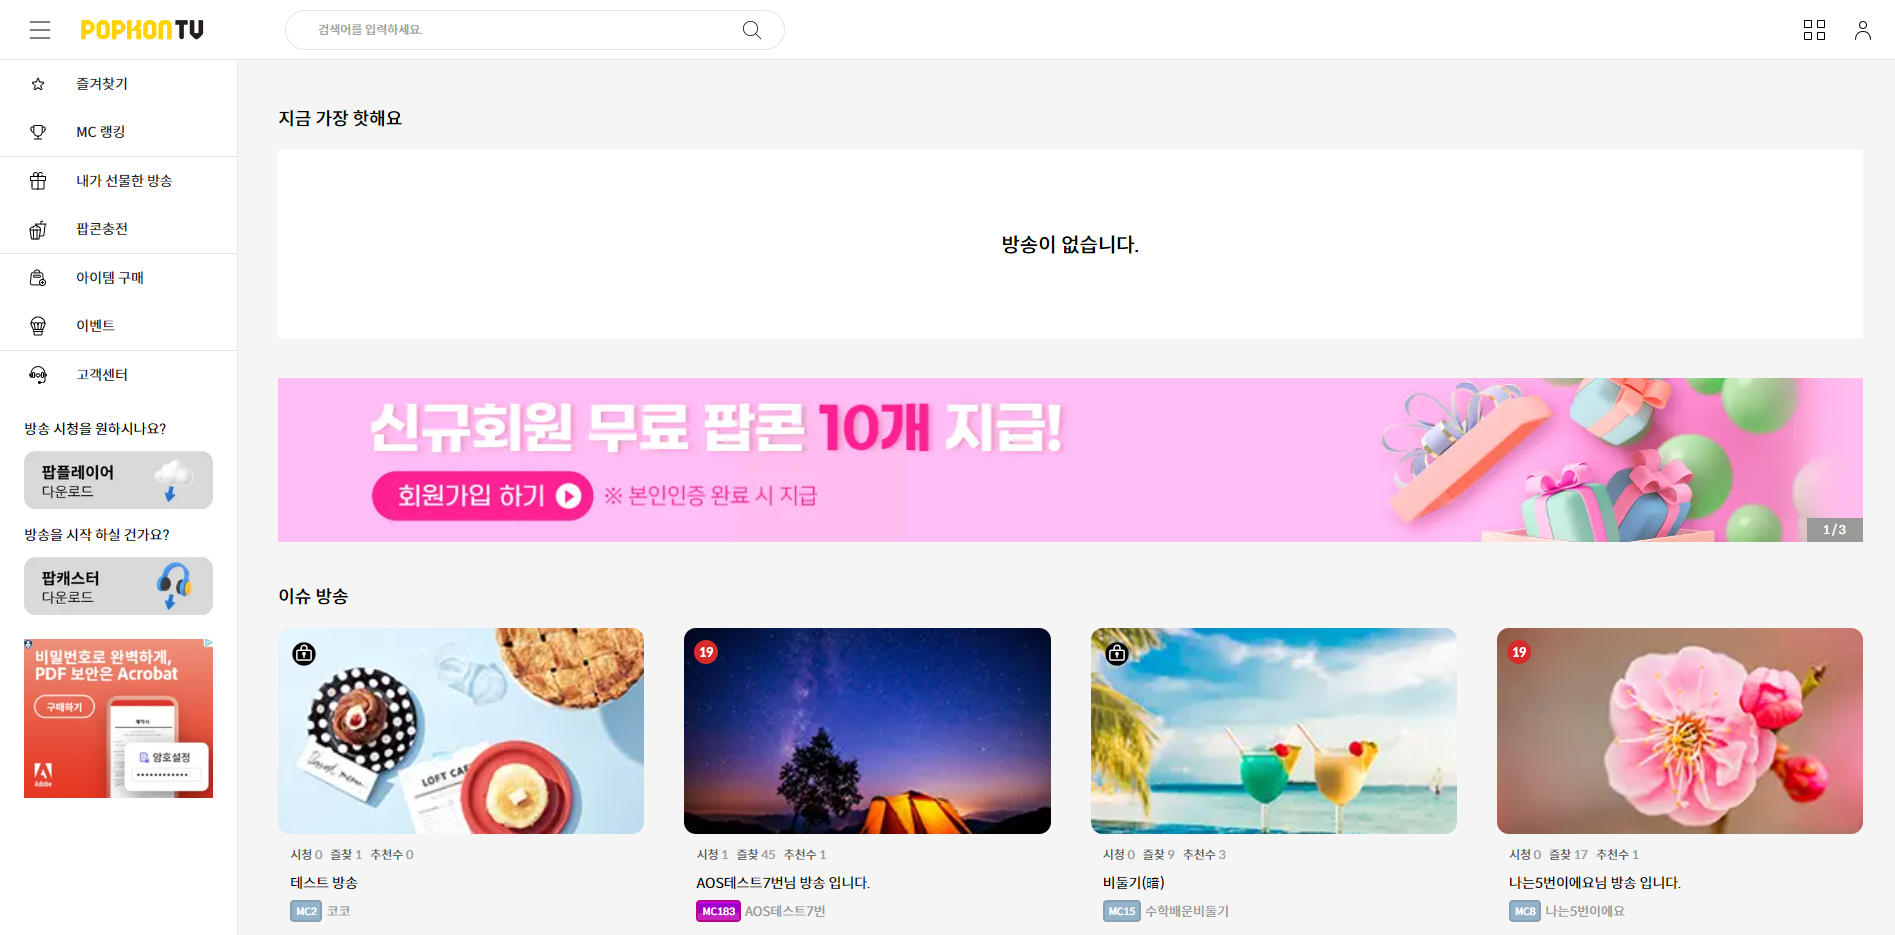 POPKON TV
검색어를 입력하세요.
즐겨찾기
MC 랭킹
내가 선물한 방송
팝콘충전
아이템 구매
이벤트
고객센터
방송 시청을 원하시나요?
팝플레이어
다운로드
방송을 시작 하실 건가요?
팝캐스터
다운로드
비밀번호로 완벽하게,
PDF 보안은 Acrobat
구매하기
계약서
암호설정
Adobe
지금 가장 핫해요
방송이 없습니다.
신규회원 무료 팝콘 10개 지급!
회원가입 하기 ※ 본인인증 완료 시 지급
1/3
이슈 방송
Dessert, menu
LOFT CAFE
시청 0 즐찾 1 추천수 0
테스트 방송
MC2 코코
19
시청 1 즐찾 45 추천수 1
AOS테스트7번님 방송 입니다.
MC183 AOS테스트7번
시청 0 즐찾 9 추천수 3
비둘기(暗)
MC15 수학배운비둘기
19
시청 0 즐찾 17 추천수 1
나는5번이에요님 방송 입니다.
MC8 나는5번이에요